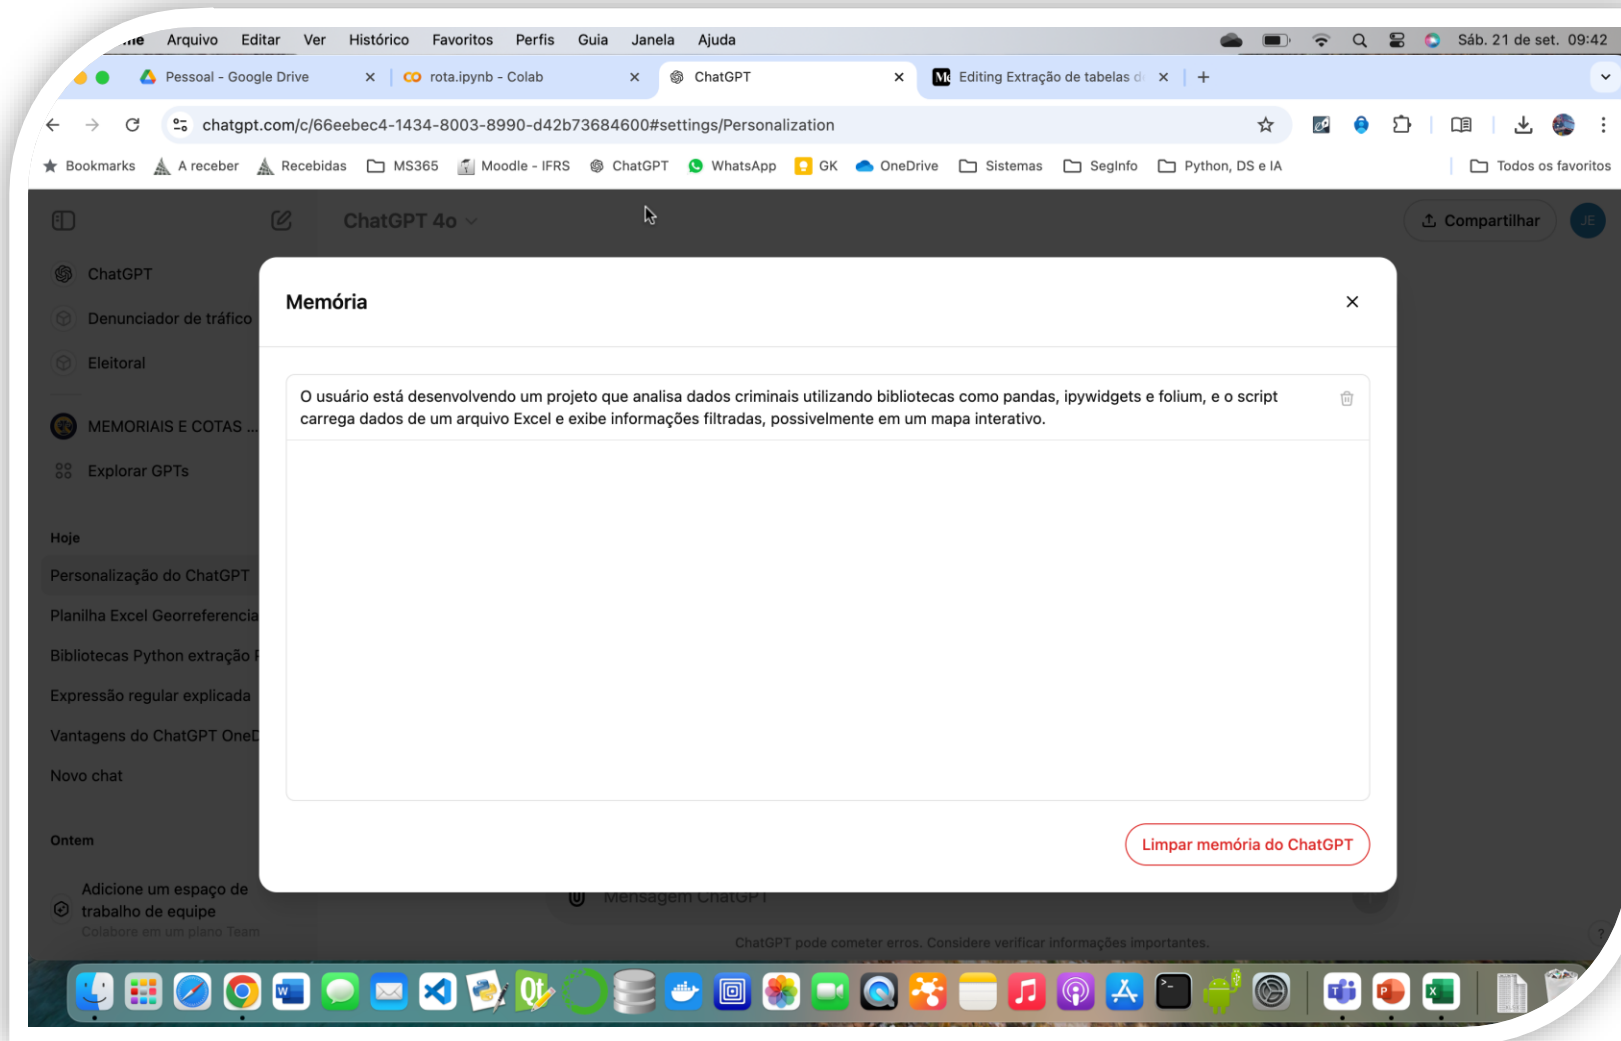 Arquivo Editar Ver Histórico Favoritos Perfis Guia Janela Ajuda
Sáb. 21 de set. 09:42
Pessoal - Google Drive
rota.ipynb - Colab
ChatGPT
Editing Extração de tabelas d
chatgpt.com/c/66eebec4-1434-8003-8990-d42b73684600#settings/Personalization
Bookmarks A receber Recebidas MS365 Moodle - IFRS ChatGPT WhatsApp GK OneDrive Sistemas SegInfo Python, DS e IA Todos os favoritos
ChatGPT 4o
Compartilhar
JE
ChatGPT
Denunciador de tráfico
Eleitoral
MEMORIAIS E COTAS ...
Explorar GPTs
Hoje
Personalização do ChatGPT
Planilha Excel Georreferencia
Bibliotecas Python extração
Expressão regular explicada
Vantagens do ChatGPT OneD
Novo chat
Ontem
Adicione um espaço de
trabalho de equipe
Colabore em um plano Team
Memória
O usuário está desenvolvendo um projeto que analisa dados criminais utilizando bibliotecas como pandas, ipywidgets e folium, e o script
carrega dados de um arquivo Excel e exibe informações filtradas, possivelmente em um mapa interativo.
Limpar memória do ChatGPT
Mensagem ChatGPT
ChatGPT pode cometer erros. Considere verificar informações importantes.
?